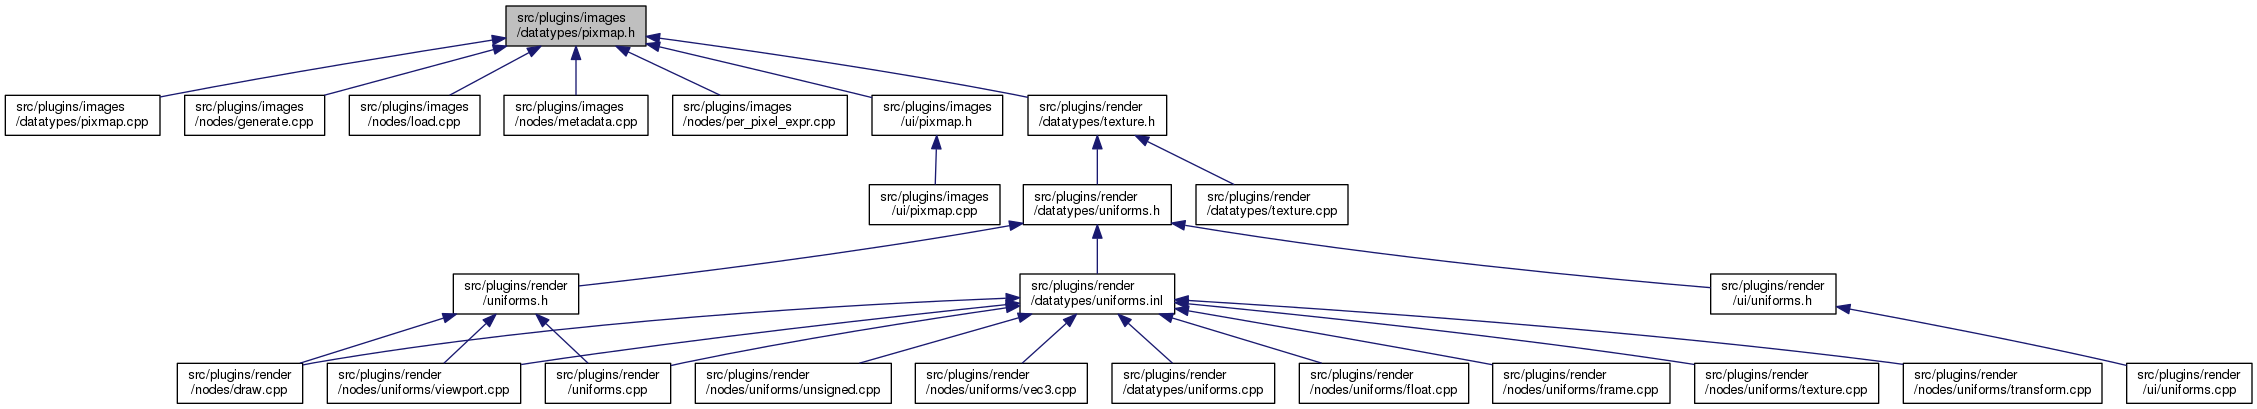 src/plugins/images
/datatypes/pixmap.h
src/plugins/images
/datatypes/pixmap.cpp
src/plugins/images
/nodes/generate.cpp
src/plugins/images
/nodes/load.cpp
src/plugins/images
/nodes/metadata.cpp
src/plugins/images
/nodes/per_pixel_expr.cpp
src/plugins/images
/ui/pixmap.h
src/plugins/render
/datatypes/texture.h
src/plugins/images
/ui/pixmap.cpp
src/plugins/render
/datatypes/uniforms.h
src/plugins/render
/datatypes/texture.cpp
src/plugins/render
/uniforms.h
src/plugins/render
/datatypes/uniforms.inl
src/plugins/render
/ui/uniforms.h
src/plugins/render
/nodes/draw.cpp
src/plugins/render
/nodes/uniforms/viewport.cpp
src/plugins/render
/uniforms.cpp
src/plugins/render
/nodes/uniforms/unsigned.cpp
src/plugins/render
/nodes/uniforms/vec3.cpp
src/plugins/render
/datatypes/uniforms.cpp
src/plugins/render
/nodes/uniforms/float.cpp
src/plugins/render
/nodes/uniforms/frame.cpp
src/plugins/render
/nodes/uniforms/texture.cpp
src/plugins/render
/nodes/uniforms/transform.cpp
src/plugins/render
/ui/uniforms.cpp